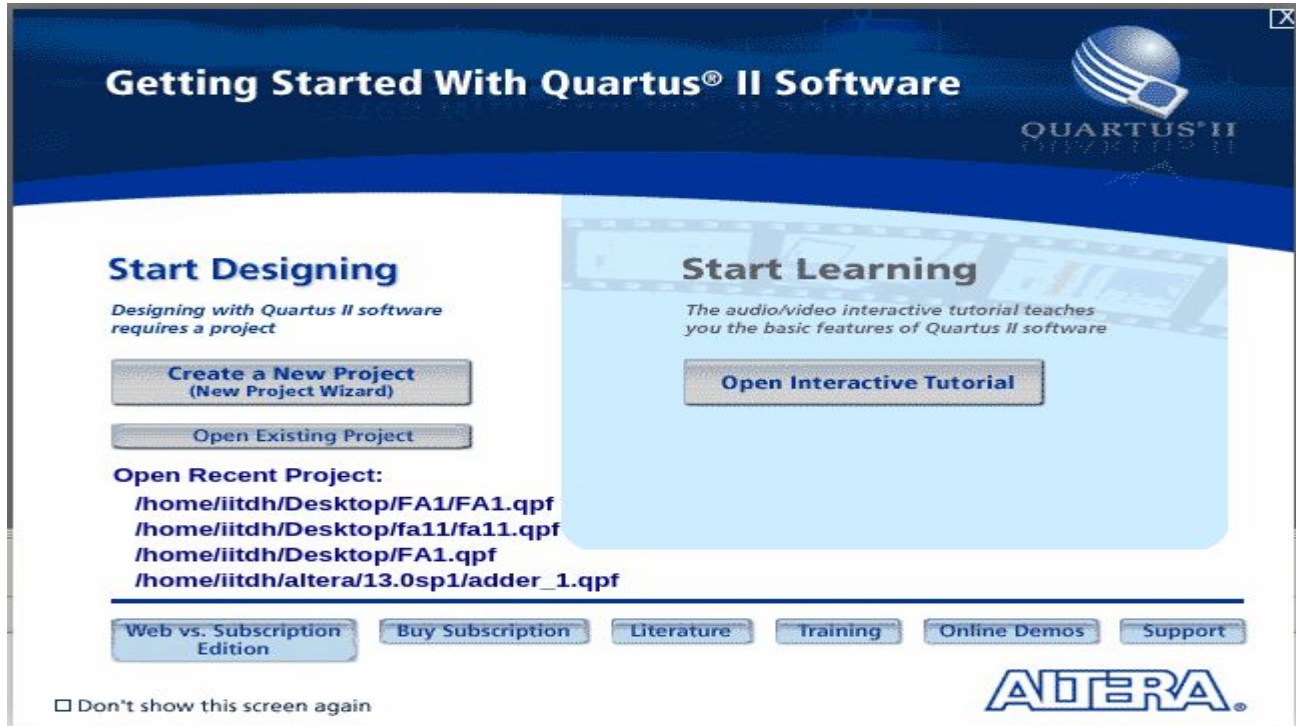 X
Getting Started With Quartus® II Software
QUARTUS®II
Start Designing
Designing with Quartus II software
requires a project
Create a New Project
(New Project Wizard)
Open Existing Project
Open Recent Project:
/home/iitdh/Desktop/FA1/FA1.qpf
/home/iitdh/Desktop/fa11/fa11.qpf
/home/iitdh/Desktop/FA1.qpf
/home/iitdh/altera/13.0sp1/adder_1.qpf
Start Learning
The audio/video interactive tutorial teaches
you the basic features of Quartus II software
Open Interactive Tutorial
Web vs. Subscription
Edition
Buy Subscription
Literature
Training
Online Demos
Support
Don't show this screen again
ALTERA®